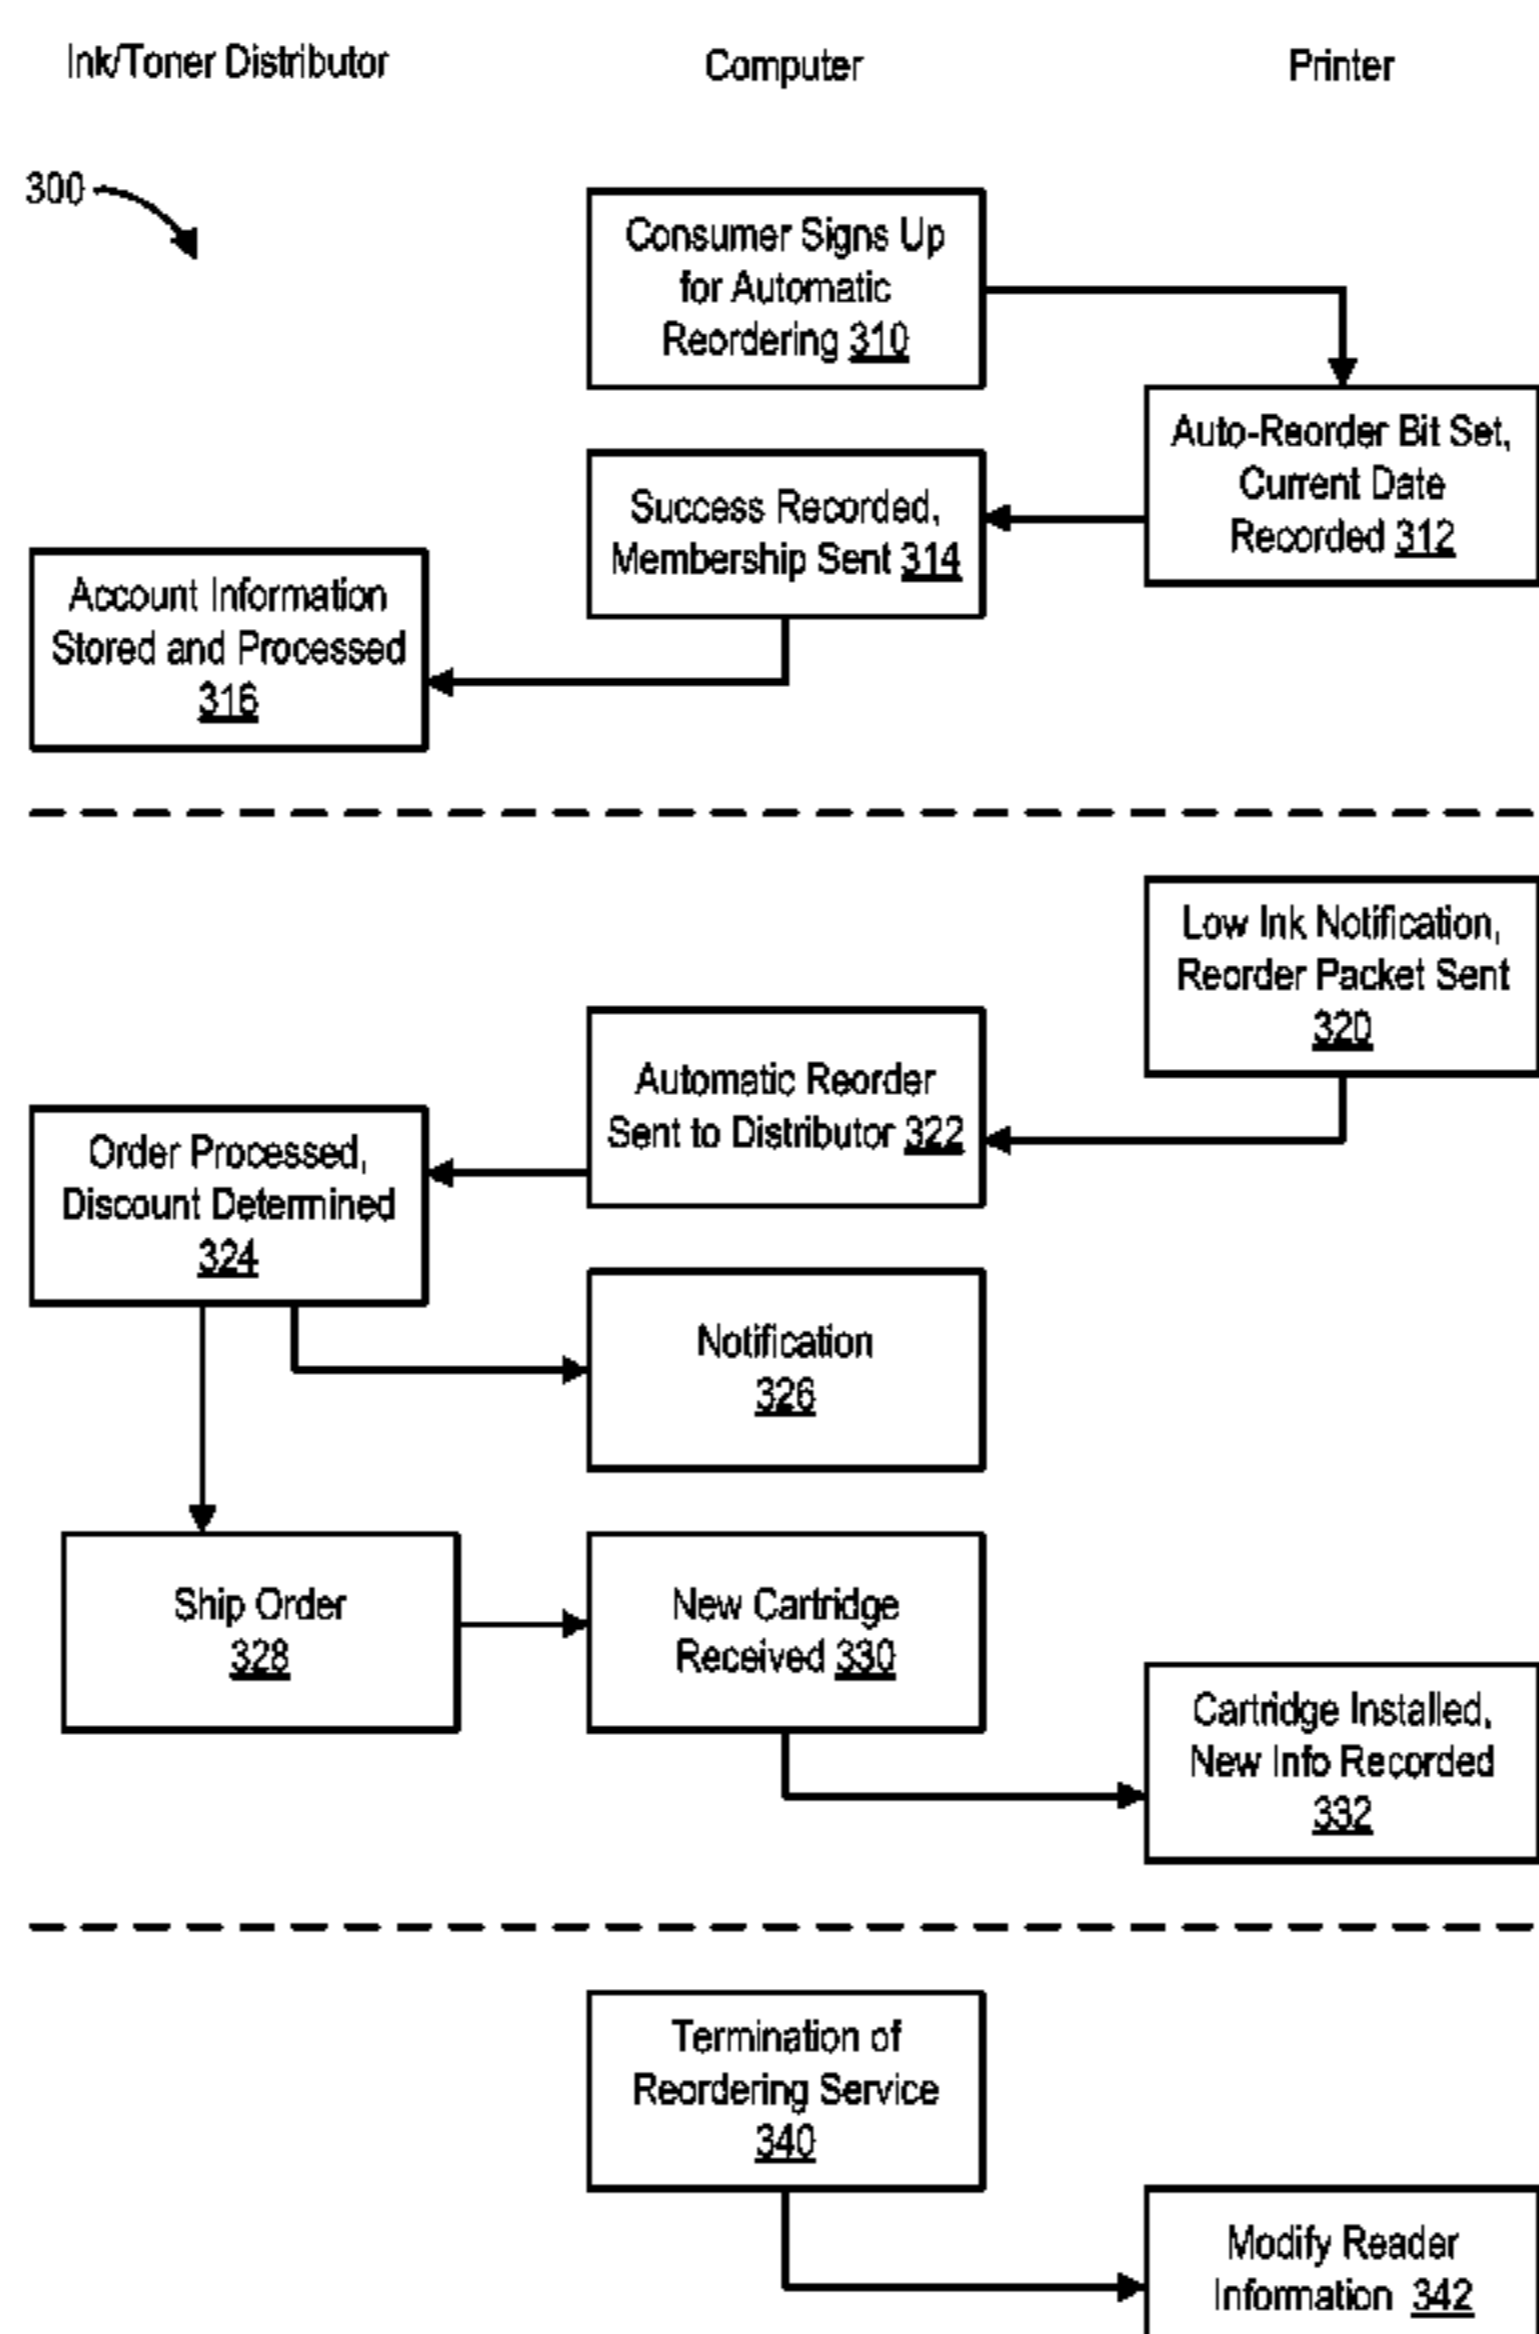 Ink/Toner Distributor
Computer
Printer
300
Consumer Signs Up
for Automatic
Reordering 310
Auto-Reorder Bit Set,
Current Date
Recorded 312
Success Recorded,
Membership Sent 314
Account Information
Stored and Processed
316
Low Ink Notification,
Reorder Packet Sent
320
Automatic Reorder
Sent to Distributor 322
Order Processed,
Discount Determined
324
Notification
326
Ship Order
328
New Cartridge
Received 330
Cartridge Installed,
New Info Recorded
332
Termination of
Reordering Service
340
Modify Reader
Information 342